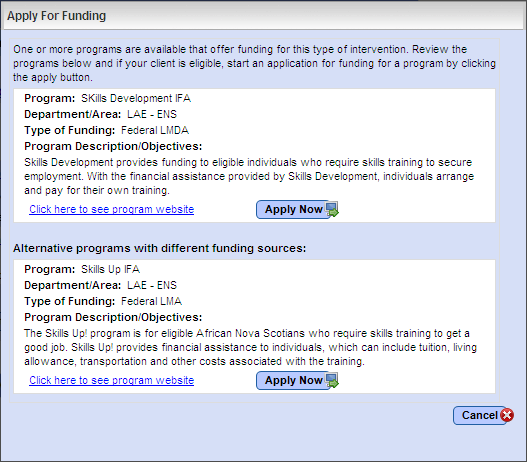 Apply For Funding
One or more programs are available that offer funding for this type of intervention. Review the
programs below and if your client is eligible, start an application for funding for a program by clicking
the apply button.
Program: SKills Development IFA
Department/Area: LAE - ENS
Type of Funding: Federal LMDA
Program Description/Objectives:
Skills Development provides funding to eligible individuals who require skills training to secure
employment. With the financial assistance provided by Skills Development, individuals arrange
and pay for their own training.
Click here to see program website
Apply Now
Alternative programs with different funding sources:
Program: Skills Up IFA
Department/Area: LAE - ENS
Type of Funding: Federal LMA
Program Description/Objectives:
The Skills Up! program is for eligible African Nova Scotians who require skills training to get a
good job. Skills Up! provides financial assistance to individuals, which can include tuition, living
allowance, transportation and other costs associated with the training.
Click here to see program website
Apply Now
Cancel